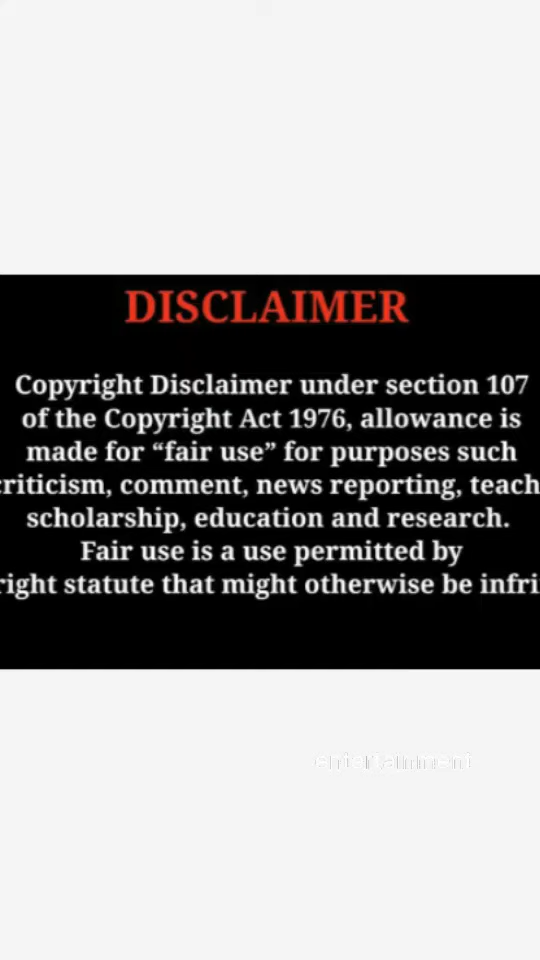 DISCLAIMER
Copyright Disclaimer under section 107
of the Copyright Act 1976, allowance is
made for “fair use” for purposes such
criticism, comment, news reporting, teach
scholarship, education and research.
Fair use is a use permitted by
right statute that might otherwise be infri
entertainment